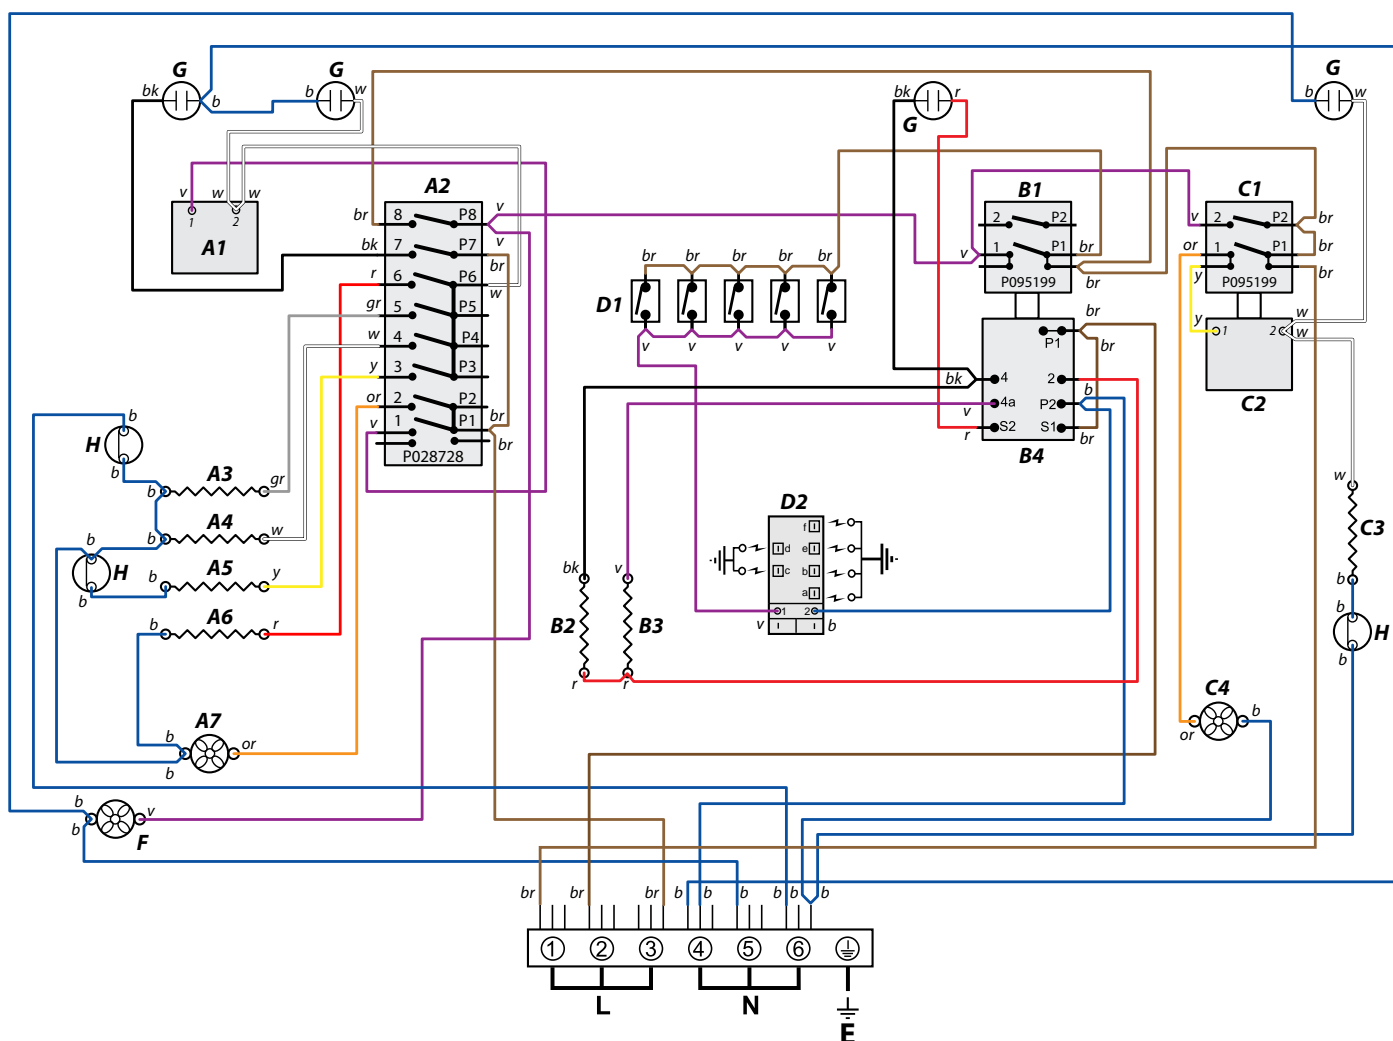 G
G
G
bk
b
b
w
bk
r
G
b
w
A2
B1
C1
v
w
w
1
2
A1
br
8
P8
v
bk
7
P7
v
r
6
P6
br
w
gr
5
P5
w
4
P4
y
3
P3
or
2
P2
br
v
1
P1
br
P028728
2
P2
v
1
P1
br
P095199
br
v
2
P2
br
or
1
P1
br
y
br
P095199
br
br
br
br
br
D1
v
v
v
v
v
br
P1
br
bk
4
2
b
v
4a
P2
r
S2
S1
br
B4
y
1
2
w
w
C2
b
H
b
A3
b
gr
A4
b
w
b
H
b
A5
b
y
A6
b
r
D2
f
d
e
c
b
a
1
2
v
b
bk
v
B2
B3
r
r
w
C3
b
b
H
b
A7
b
or
b
C4
or
b
b
b
v
F
br
br
br
b
b
b
b
b
b
1
2
3
4
5
6
L
N
E